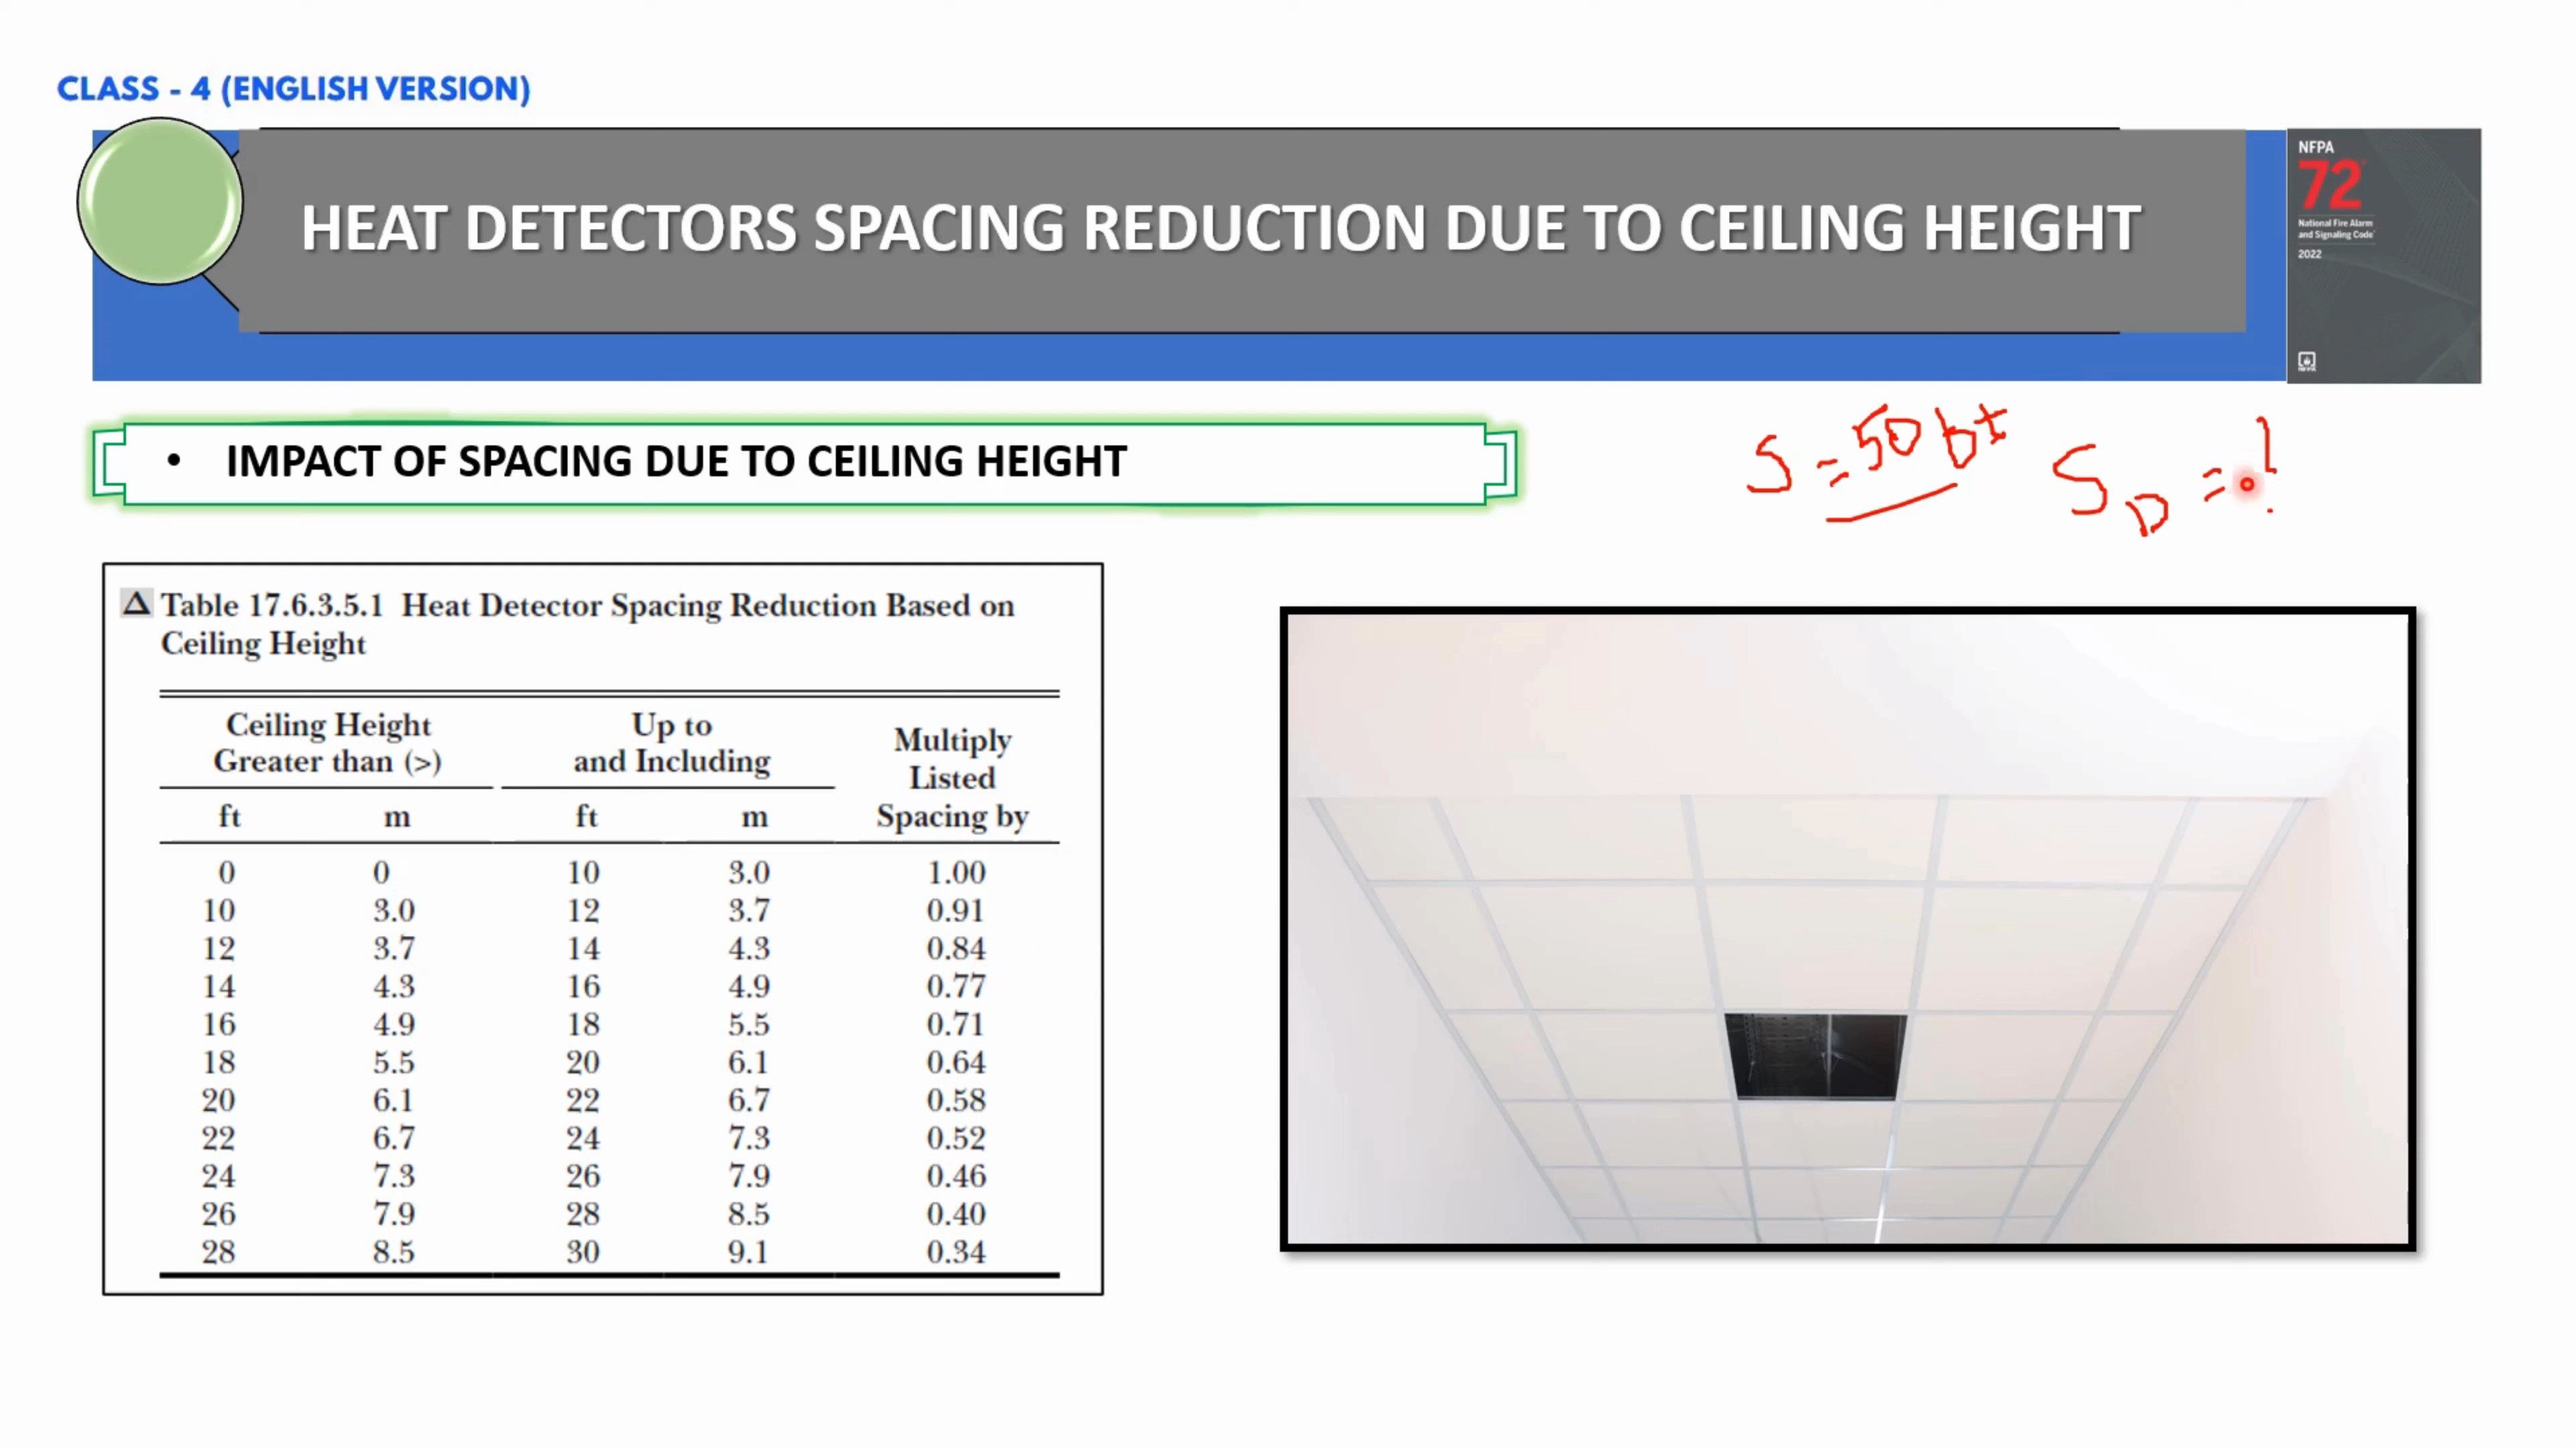 CLASS - 4 (ENGLISH VERSION)
HEAT DETECTORS SPACING REDUCTION DUE TO CEILING HEIGHT
NFPA
72
National Fire Alarm
and Signaling Code
2022
• IMPACT OF SPACING DUE TO CEILING HEIGHT
S = 50 ft S_D = ?
Δ Table 17.6.3.5.1 Heat Detector Spacing Reduction Based on
Ceiling Height
Ceiling Height Greater than (>) Up to and Including Multiply Listed Spacing by
ft m ft m
0 0 10 3.0 1.00
10 3.0 12 3.7 0.91
12 3.7 14 4.3 0.84
14 4.3 16 4.9 0.77
16 4.9 18 5.5 0.71
18 5.5 20 6.1 0.64
20 6.1 22 6.7 0.58
22 6.7 24 7.3 0.52
24 7.3 26 7.9 0.46
26 7.9 28 8.5 0.40
28 8.5 30 9.1 0.34